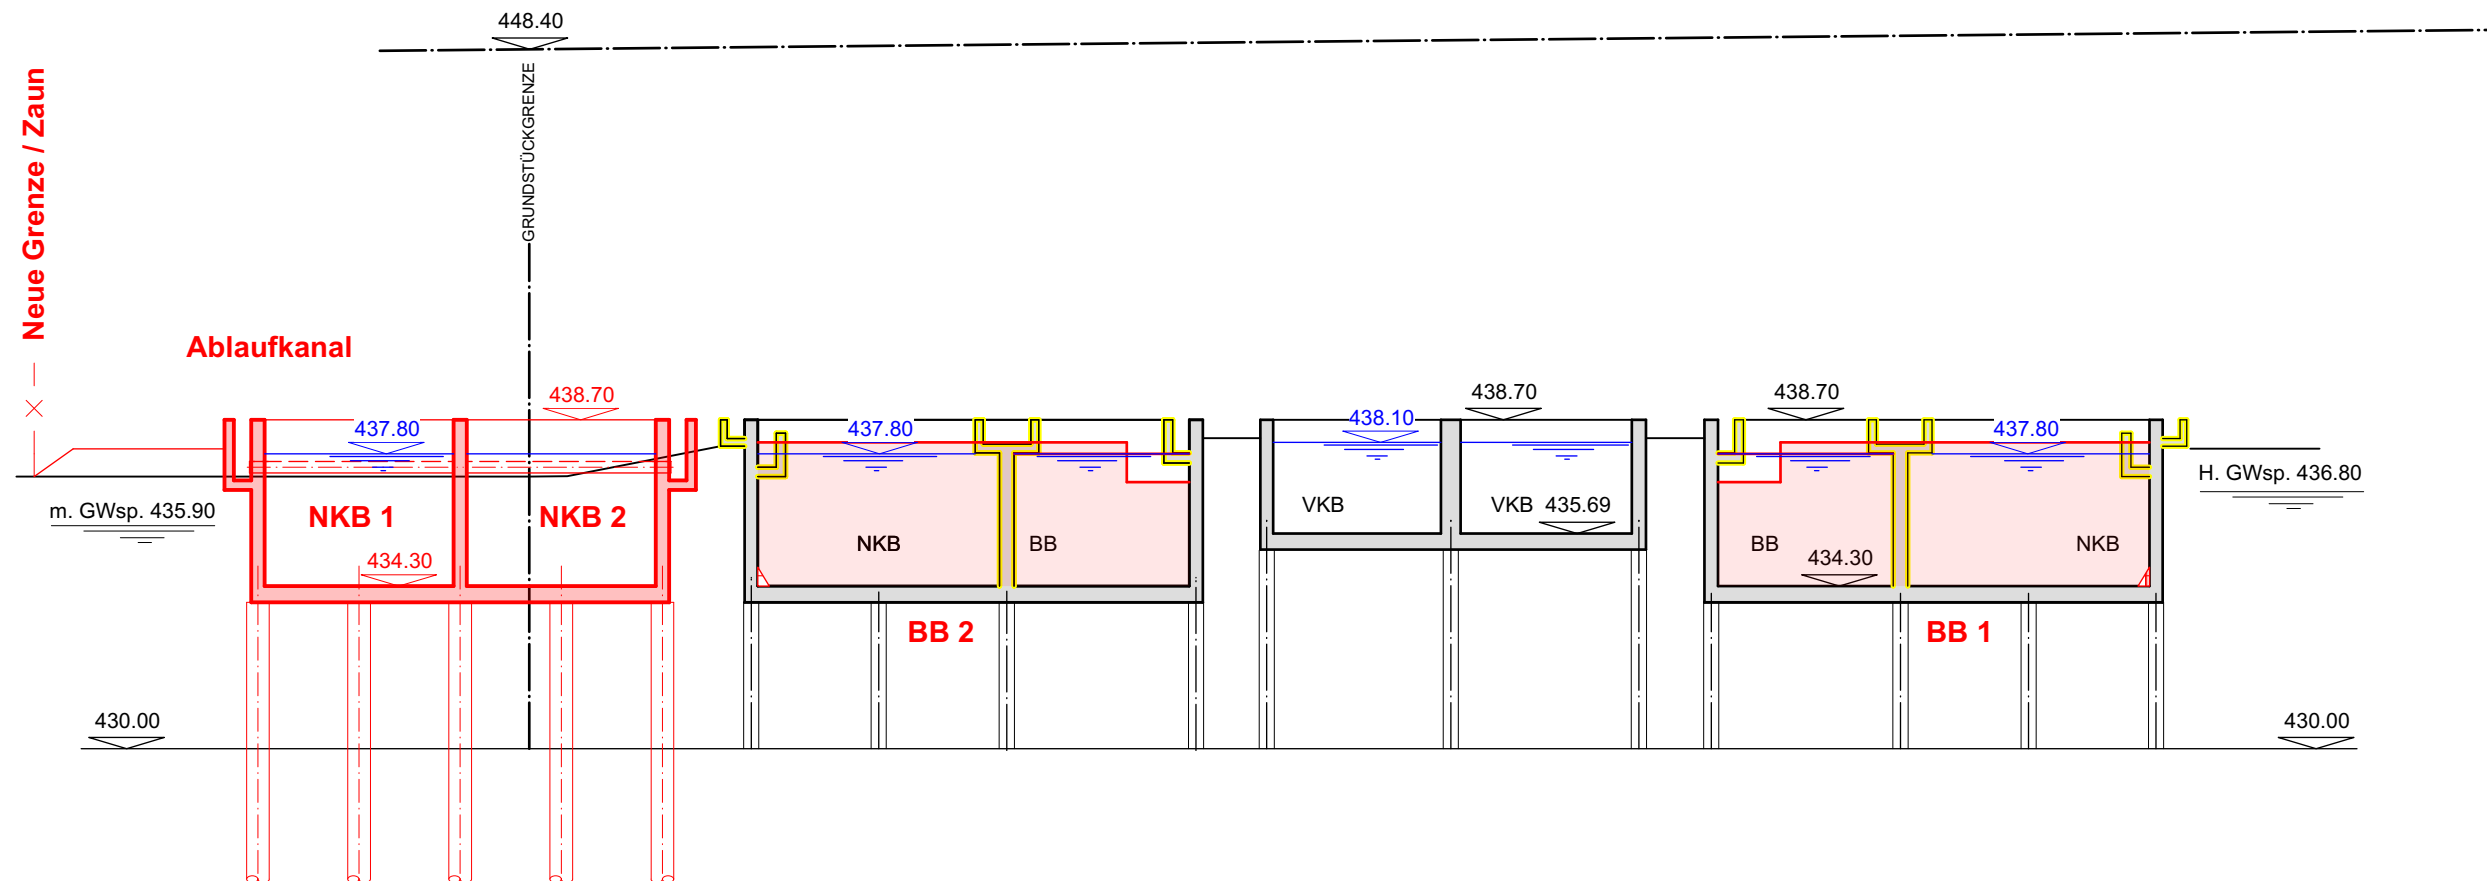 448.40
GRUNDSTÜCKGRENZE
Neue Grenze / Zaun
Ablaufkanal
438.70
437.80
437.80
438.10
438.70
438.70
437.80
m. GWsp. 435.90
H. GWsp. 436.80
NKB 1
NKB 2
VKB
VKB
435.69
NKB
BB
BB
NKB
434.30
434.30
BB 2
BB 1
430.00
430.00